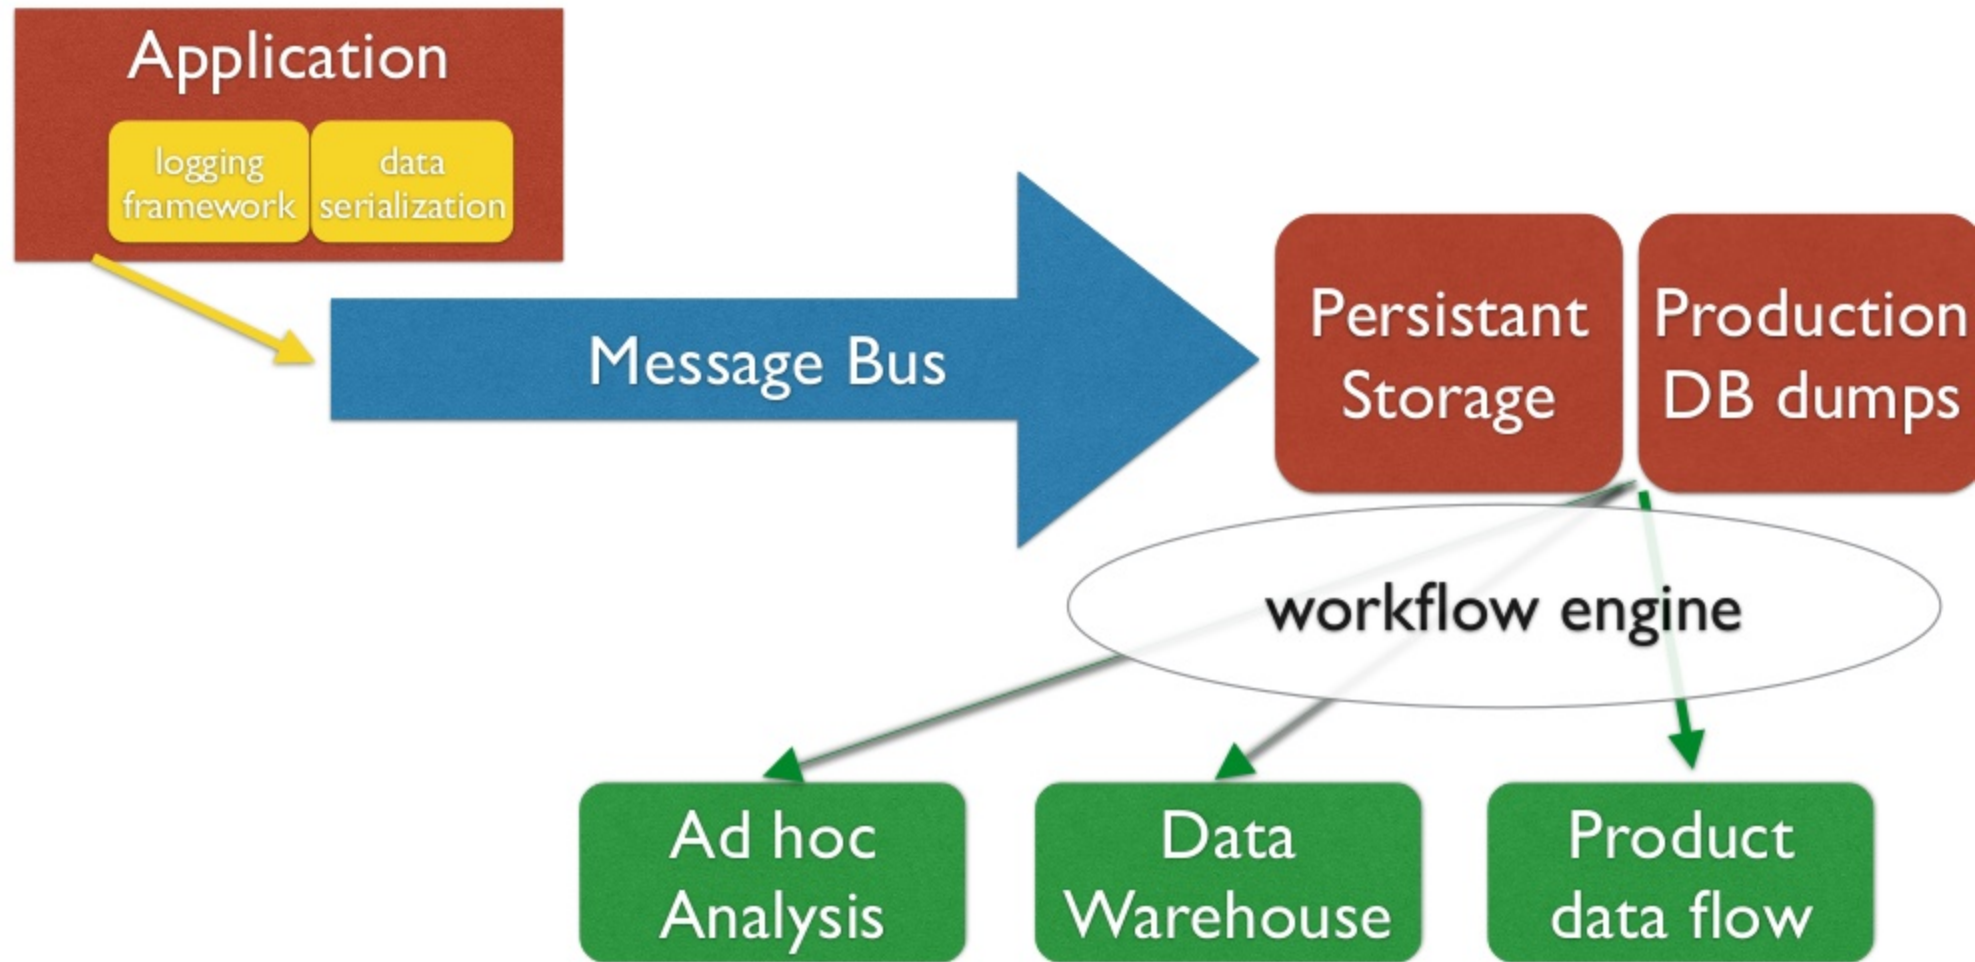 Application
logging
framework
data
serialization
Message Bus
Persistant
Storage
Production
DB dumps
workflow engine
Ad hoc
Analysis
Data
Warehouse
Product
data flow